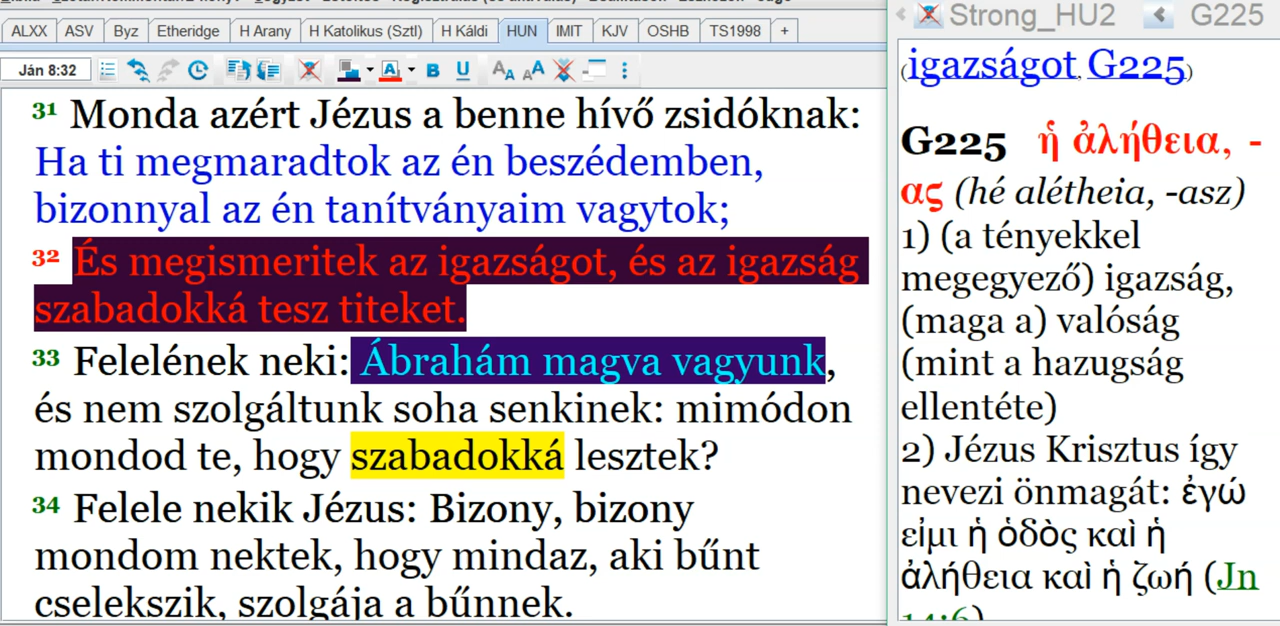 ALXX ASV Byz Etheridge H Arany H Katolikus (Sztl) H Káldi HUN IMIT KJV OSHB TS1998 +
Ján 8:32
31 Monda azért Jézus a benne hívő zsidóknak:
Ha ti megmaradtok az én beszédemben,
bizonnyal az én tanítványaim vagytok;
32 És megismeritek az igazságot, és az igazság
szabadokká tesz titeket.
33 Felelének neki: Ábrahám magva vagyunk,
és nem szolgáltunk soha senkinek: mimódon
mondod te, hogy szabadokká lesztek?
34 Felele nekik Jézus: Bizony, bizony
mondom nektek, hogy mindaz, aki bűnt
cselekszik, szolgája a bűnnek.
Strong_HU2 G225
(igazságot, G225)
G225 ἡ ἀλήθεια, -
ας (hé alétheia, -asz)
1) (a tényekkel
megegyező) igazság,
(maga a) valóság
(mint a hazugság
ellentéte)
2) Jézus Krisztus így
nevezi önmagát: ἐγώ
εἰμι ἡ ὁδὸς καὶ ἡ
ἀλήθεια καὶ ἡ ζωή (Jn
14:6)